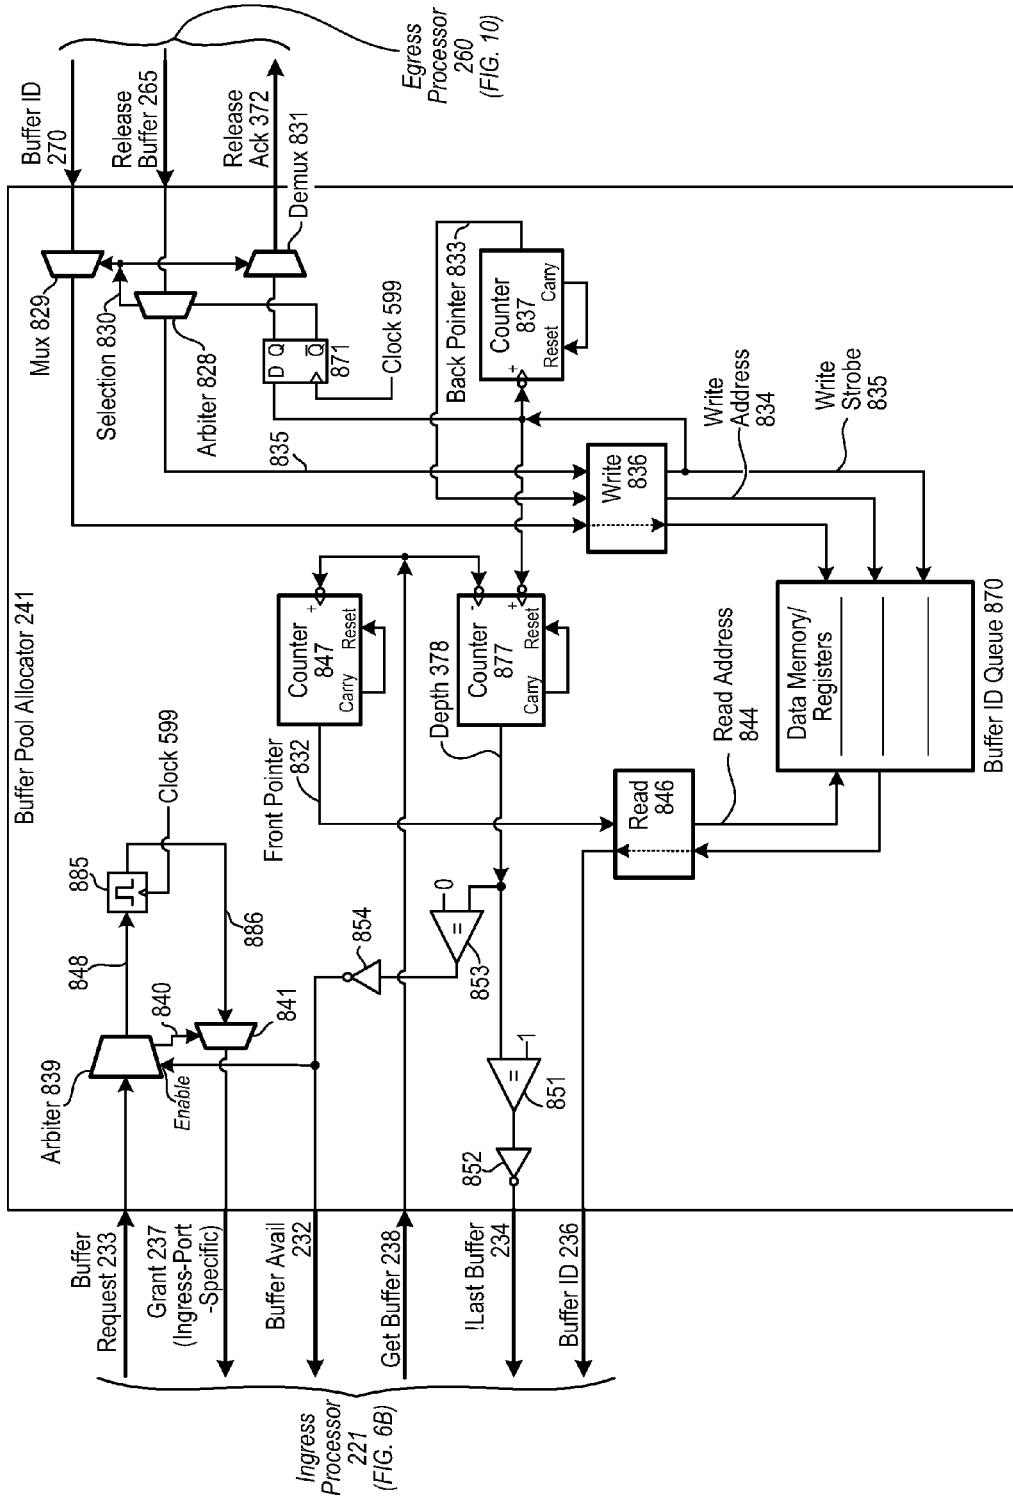 Buffer Pool Allocator 241
Buffer
Request 233
Grant 237
(Ingress-Port
-Specific)
Buffer Avail
232
Get Buffer 238
!Last Buffer
234
Buffer ID 236
Ingress
Processor
221
(FIG. 6B)
Arbiter 839
Enable
848
840
841
885
886
Clock 599
854
853
=
0
851
=
1
852
Front Pointer
832
Depth 378
Counter
847
+
Carry
Reset
Counter
877
-
+
Carry
Reset
Read
846
Read Address
844
Data Memory/
Registers
Buffer ID Queue 870
Write
836
Write
Address
834
Write
Strobe
835
835
Back Pointer 833
Counter
837
+
Reset
Carry
Clock 599
D Q
Q
871
Mux 829
Selection 830
Arbiter 828
Demux 831
Buffer ID
270
Release
Buffer 265
Release
Ack 372
Egress
Processor
260
(FIG. 10)